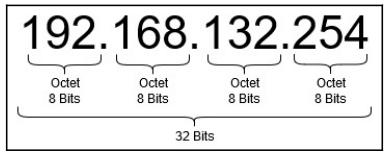 192.168.132.254
Octet Octet Octet Octet
8 Bits 8 Bits 8 Bits 8 Bits
32 Bits